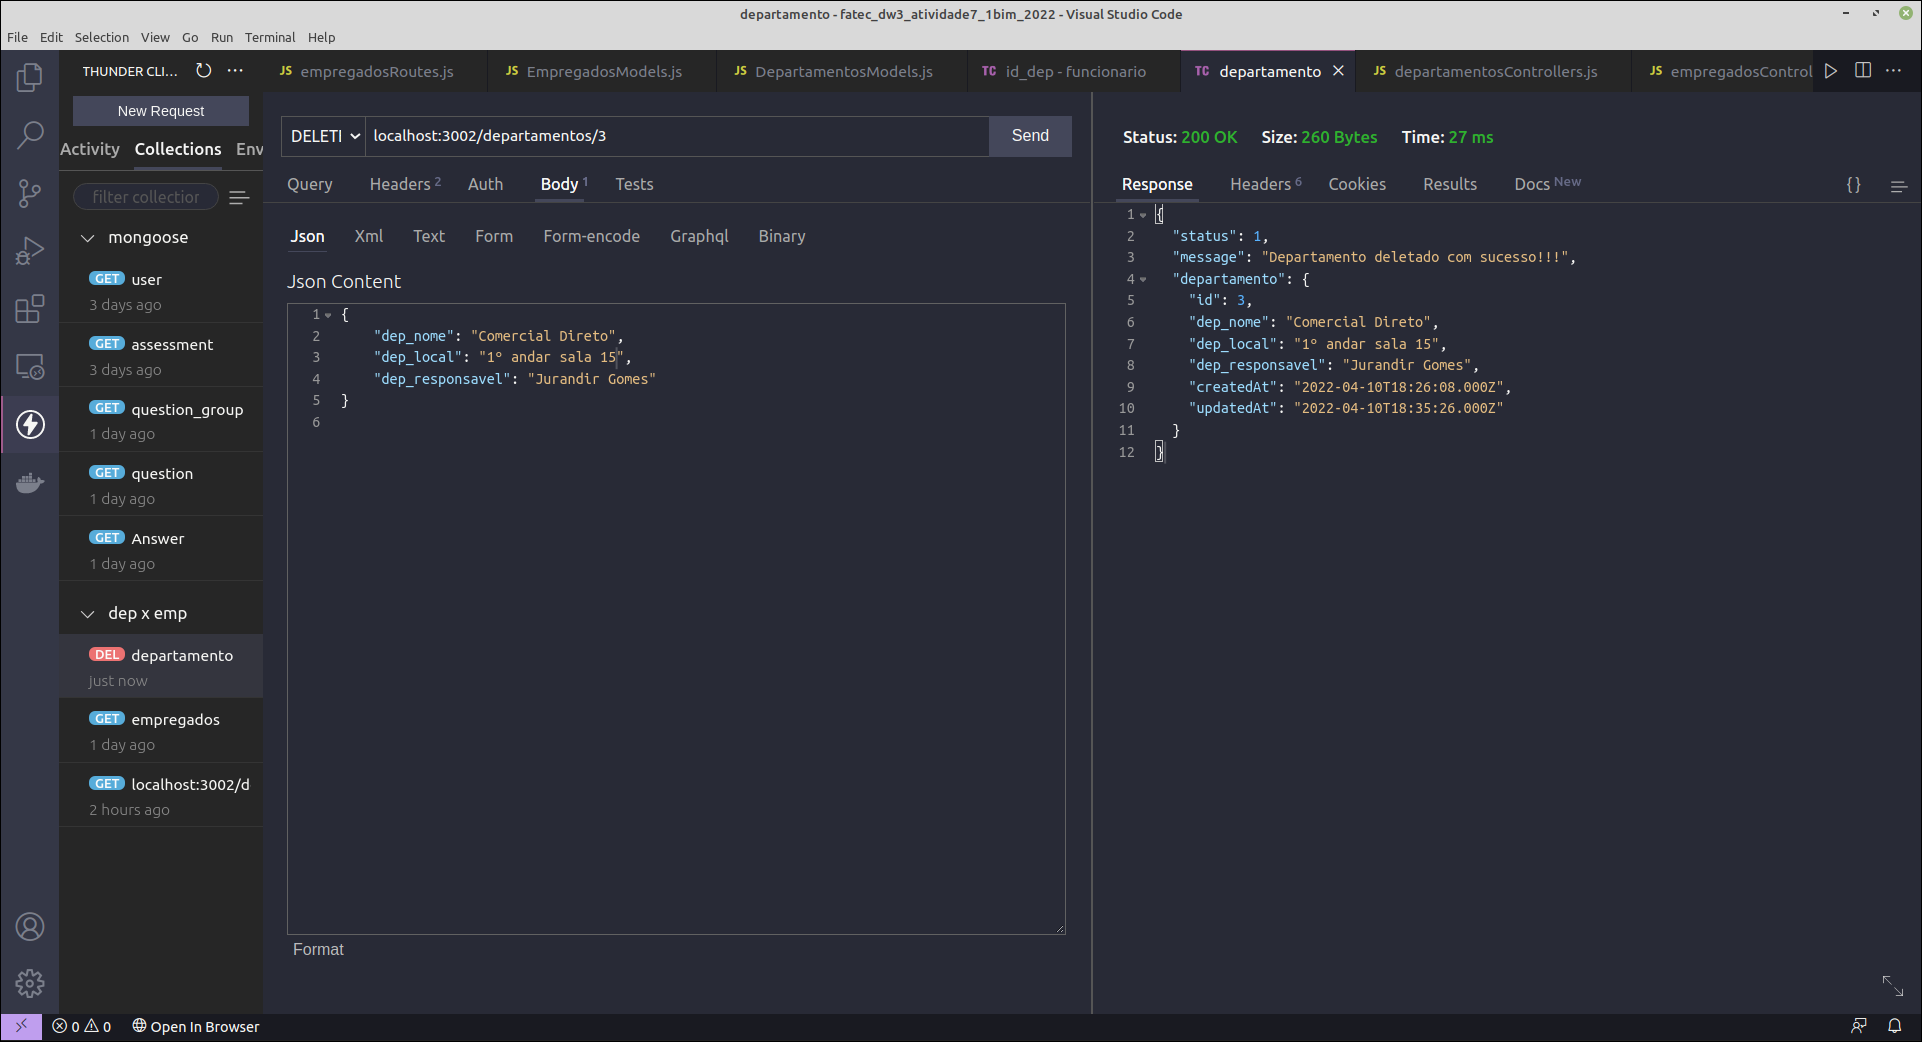 departamento - fatec_dw3_atividade7_1bim_2022 - Visual Studio Code
File Edit Selection View Go Run Terminal Help
THUNDER CLI... ···
JS empregadosRoutes.js JS EmpregadosModels.js JS DepartamentosModels.js TC id_dep - funcionario TC departamento × JS departamentosControllers.js JS empregadosControl ···
New Request
Activity Collections Env
filter collection
mongoose
GET user
3 days ago
GET assessment
3 days ago
GET question_group
1 day ago
GET question
1 day ago
GET Answer
1 day ago
dep x emp
DEL departamento
just now
GET empregados
1 day ago
GET localhost:3002/d
2 hours ago
DELETE localhost:3002/departamentos/3 Send
Query Headers 2 Auth Body 1 Tests
Json Xml Text Form Form-encode Graphql Binary
Json Content
1 {
2 "dep_nome": "Comercial Direto",
3 "dep_local": "1º andar sala 15",
4 "dep_responsavel": "Jurandir Gomes"
5 }
6
Format
Status: 200 OK Size: 260 Bytes Time: 27 ms
Response Headers 6 Cookies Results Docs New {}
1 {
2 "status": 1,
3 "message": "Departamento deletado com sucesso!!!",
4 "departamento": {
5 "id": 3,
6 "dep_nome": "Comercial Direto",
7 "dep_local": "1º andar sala 15",
8 "dep_responsavel": "Jurandir Gomes",
9 "createdAt": "2022-04-10T18:26:08.000Z",
10 "updatedAt": "2022-04-10T18:35:26.000Z"
11 }
12 }
0 0 Open In Browser